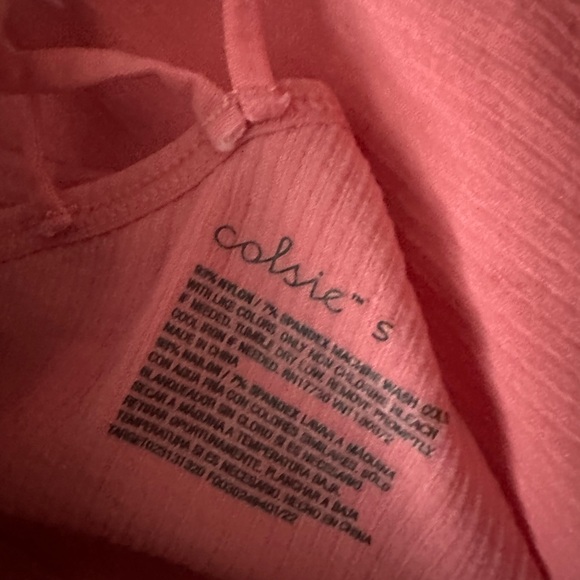 colsie™ S
93% NYLON / 7% SPANDEX MACHINE WASH COLD
WITH LIKE COLORS. ONLY NON CHLORINE BLEACH
IF NEEDED. TUMBLE DRY LOW. REMOVE PROMPTLY.
COOL IRON IF NEEDED. RN17730
MADE IN CHINA
93% NAILON / 7% SPANDEX LAVAR A MÁQUINA
CON AGUA FRIA CON COLORES SIMILARES. SOLO
BLANQUEADOR SIN CLORO SI ES NECESARIO.
SECAR A MÁQUINA A TEMPERATURA BAJA.
RETIRAR OPORTUNAMENTE. PLANCHAR A BAJA
TEMPERATURA SI ES NECESARIO. HECHO EN CHINA